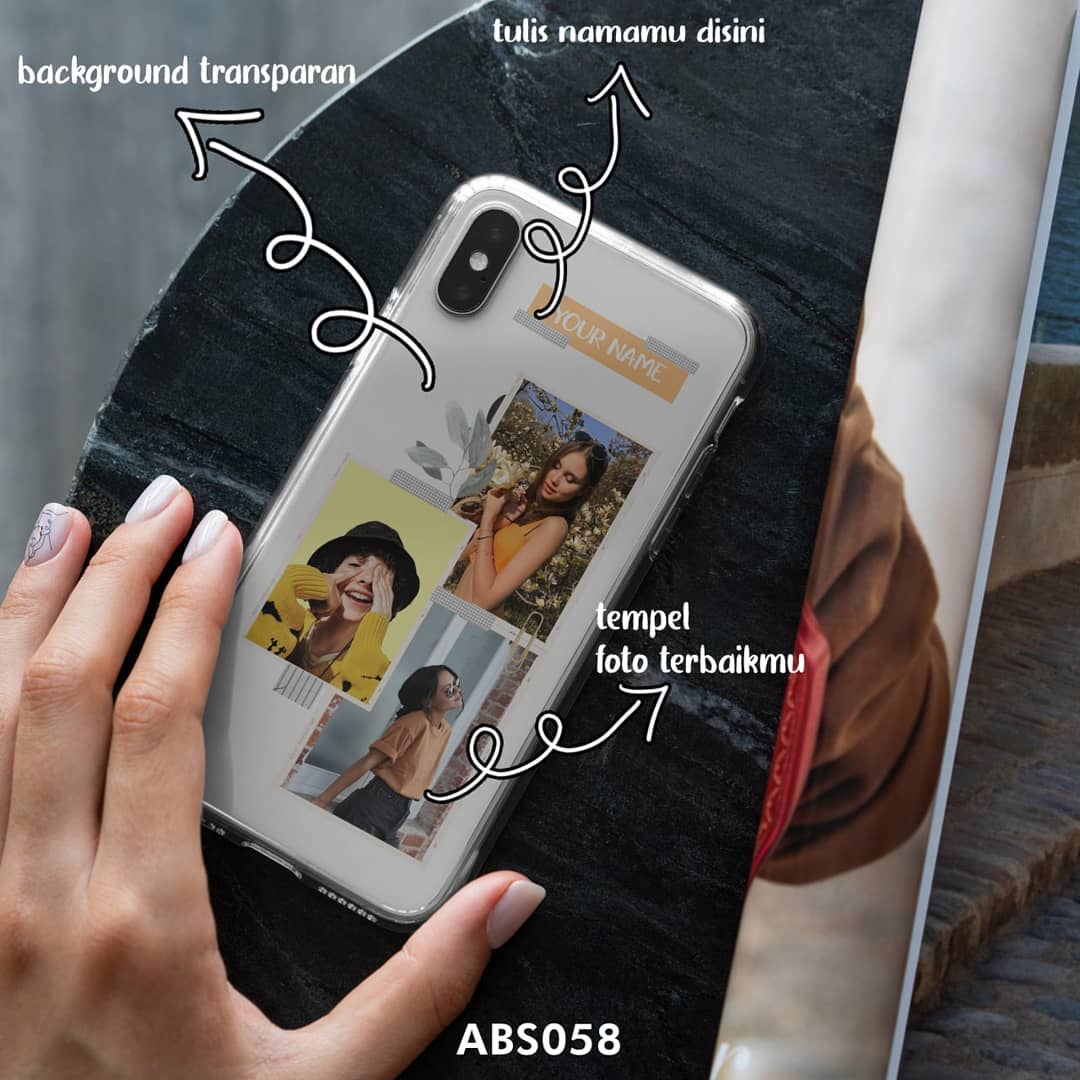 tulis namamu disini
background transparan
YOUR NAME
tempel
foto terbaikmu
ABS058